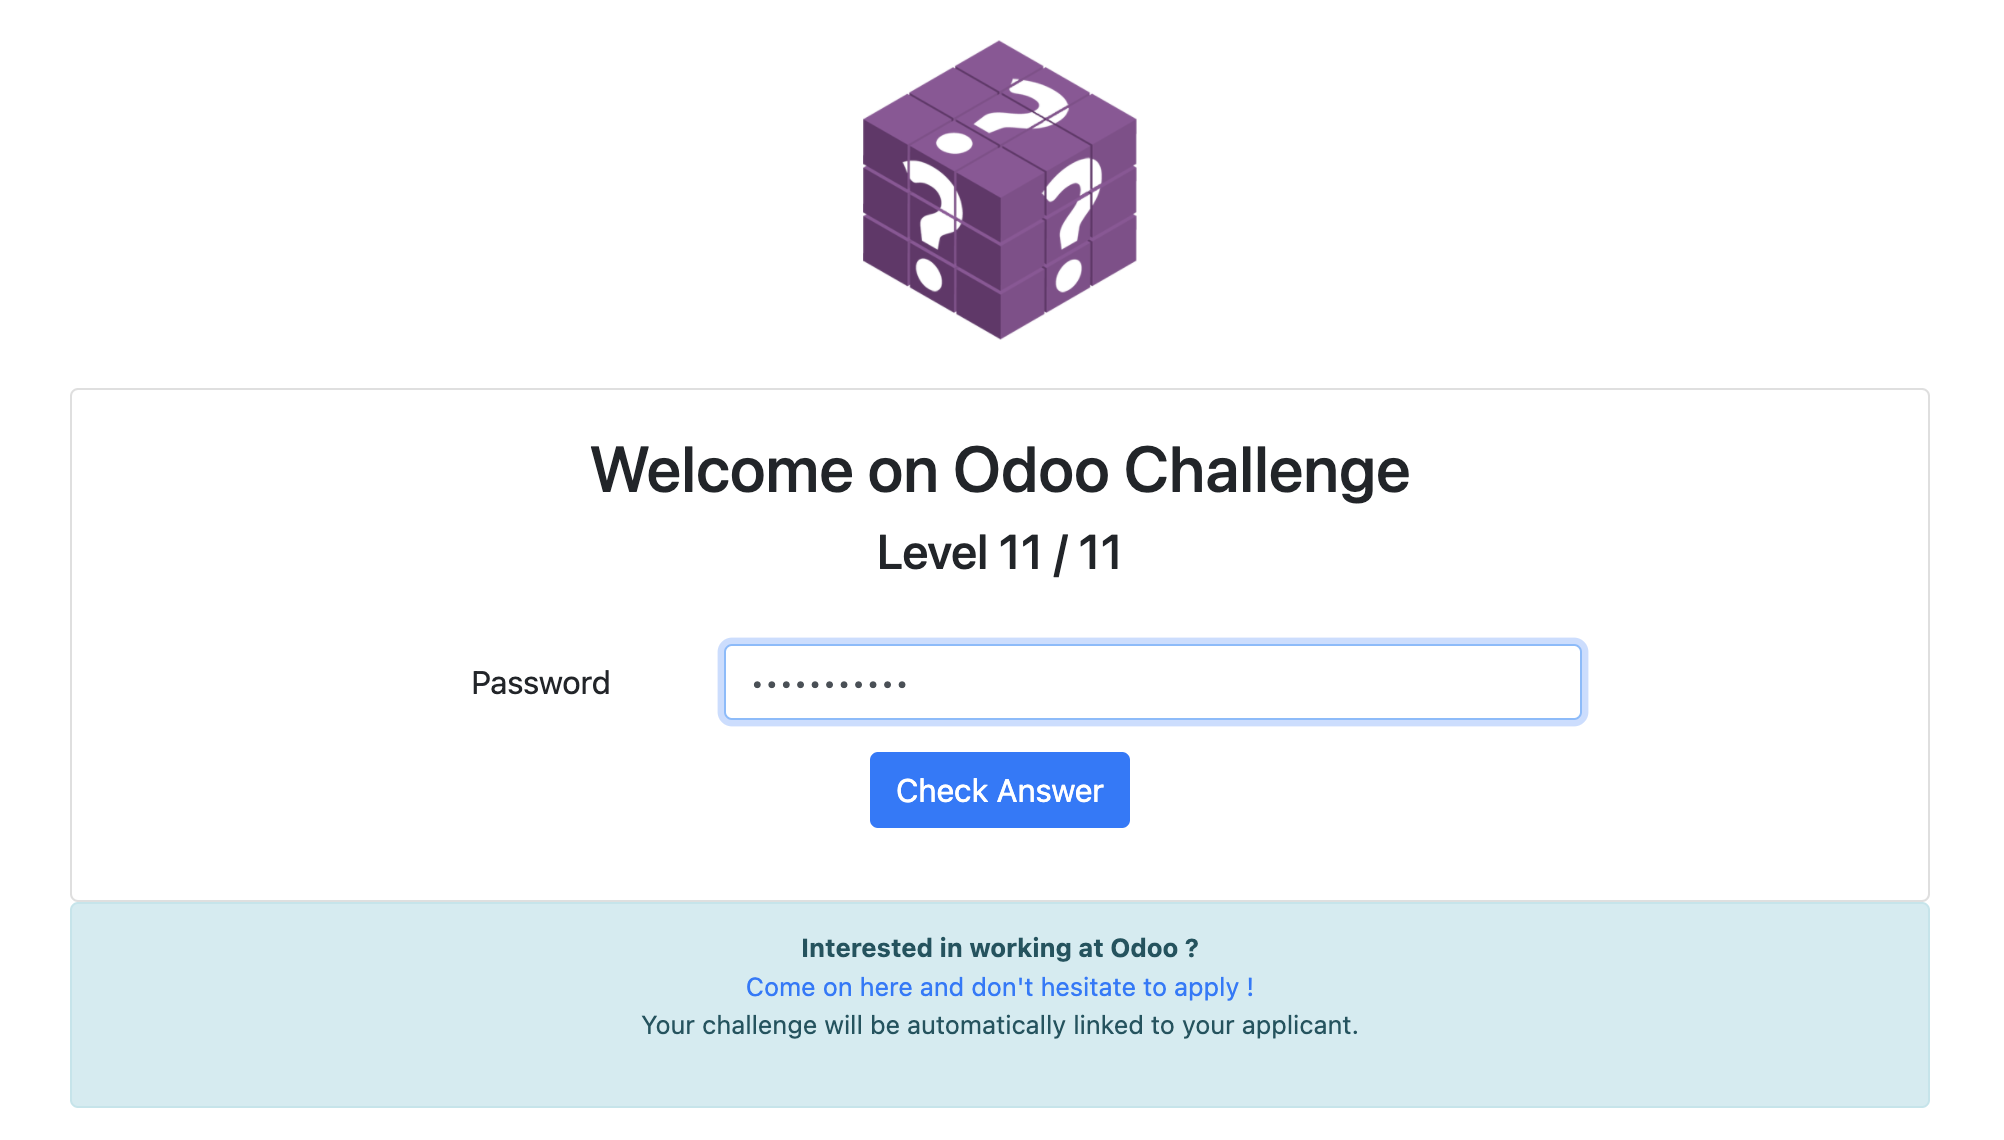 Welcome on Odoo Challenge
Level 11 / 11
Password
•••••••••••
Check Answer
Interested in working at Odoo ?
Come on here and don't hesitate to apply !
Your challenge will be automatically linked to your applicant.